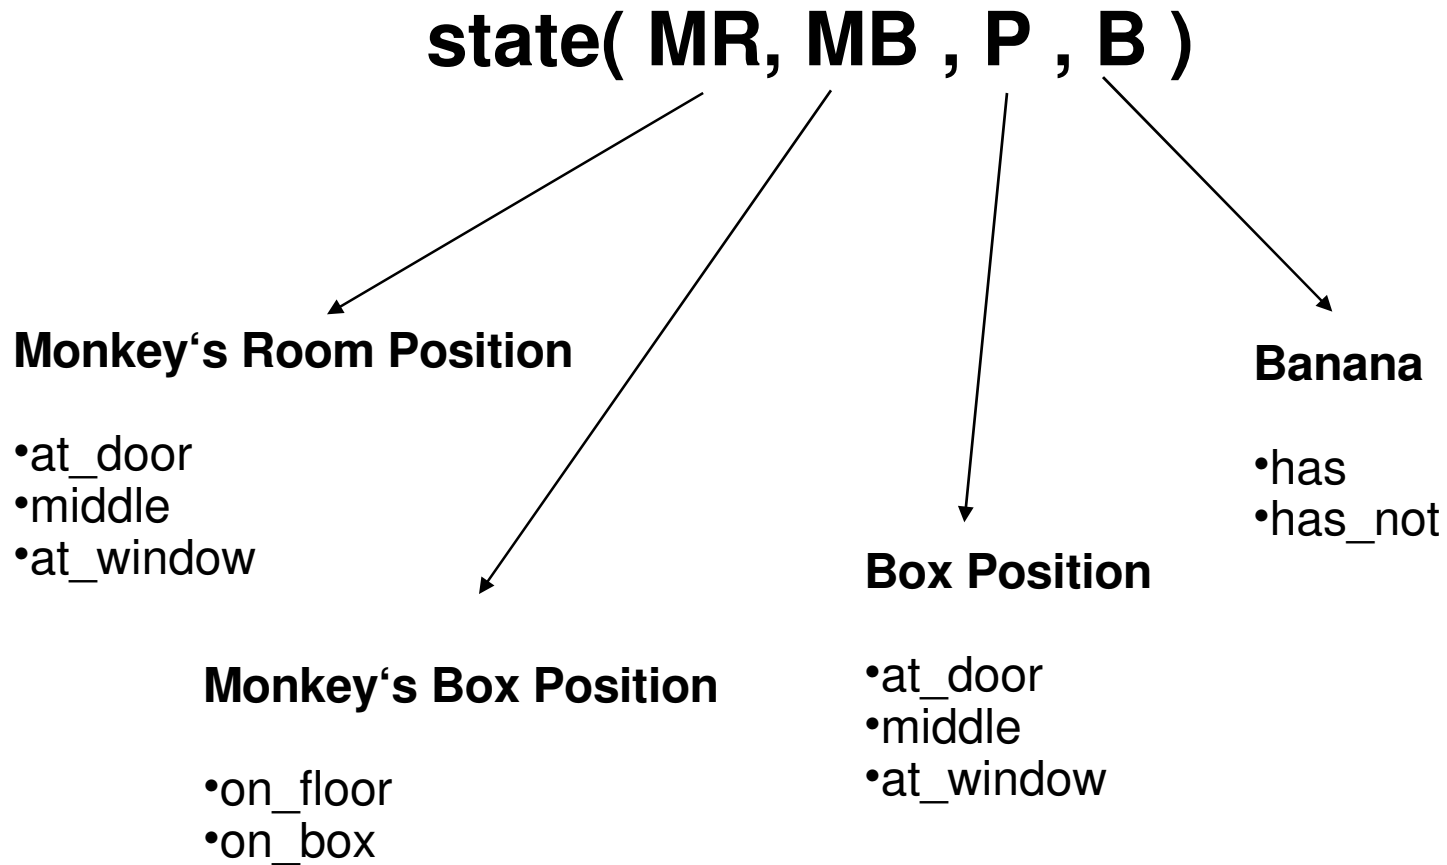 state( MR, MB , P , B )
Monkey‘s Room Position
•at_door
•middle
•at_window
Monkey‘s Box Position
•on_floor
•on_box
Box Position
•at_door
•middle
•at_window
Banana
•has
•has_not